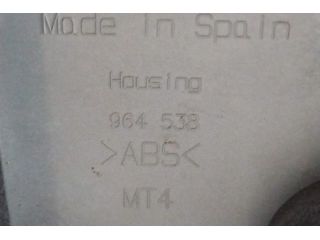 Made in Spain
Housing
964 538
>ABS<
MT4